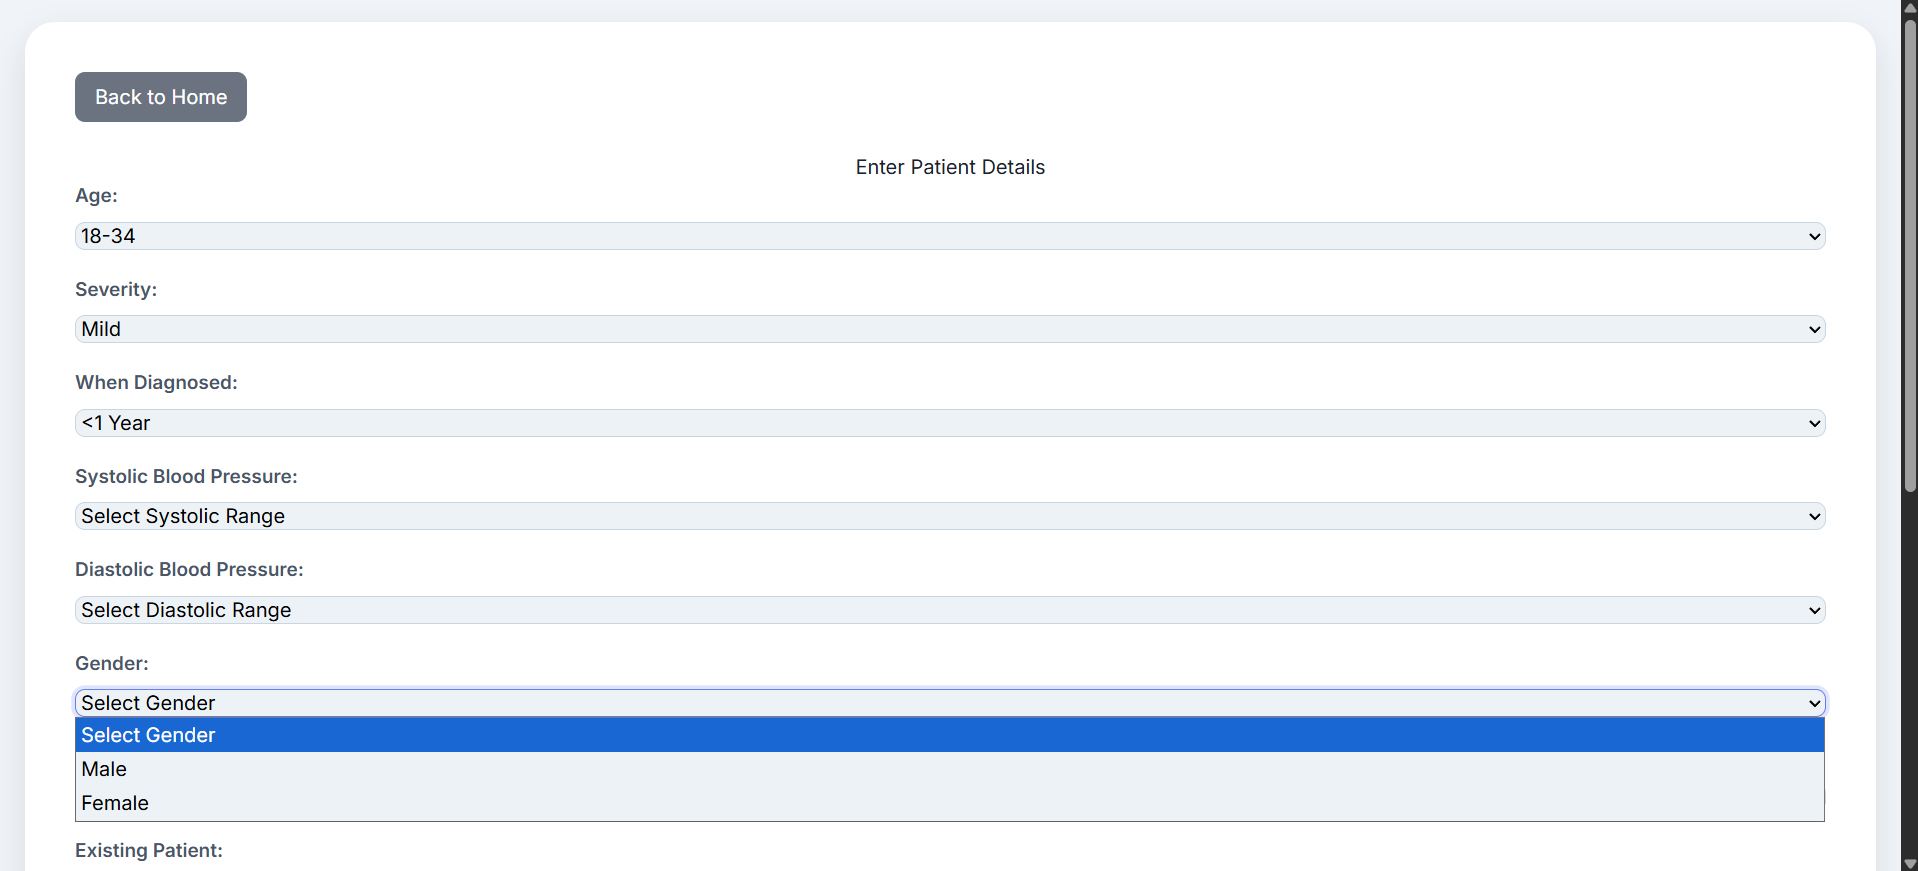 Back to Home
Enter Patient Details
Age:
18-34
Severity:
Mild
When Diagnosed:
<1 Year
Systolic Blood Pressure:
Select Systolic Range
Diastolic Blood Pressure:
Select Diastolic Range
Gender:
Select Gender
Select Gender
Male
Female
Existing Patient: